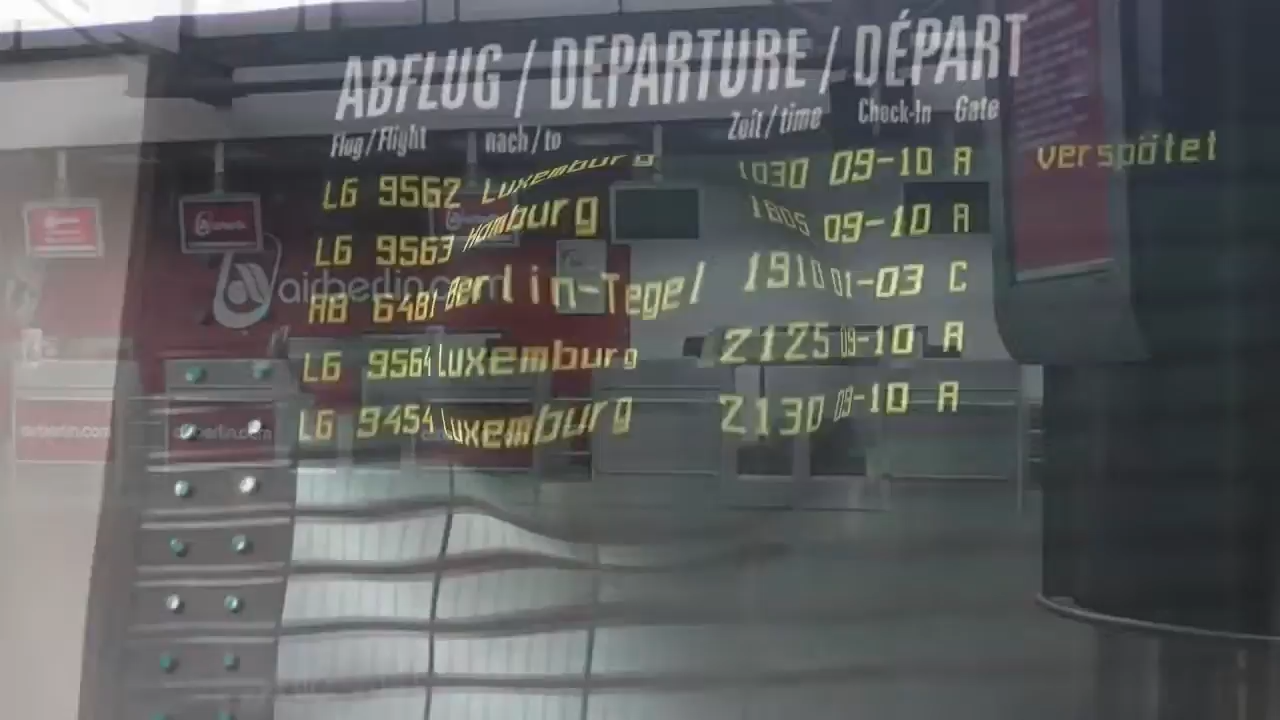 ABFLUG / DEPARTURE / DÉPART
Flug / Flight nach / to Zeit / time Check-In Gate
LG 9562 Luxemburg 1030 09-10 A verspätet
LG 9563 Hamburg 1805 09-10 A
AB 6481 Berlin-Tegel 1910 01-03 C
LG 9564 Luxemburg 2125 09-10 A
LG 9454 Luxemburg 2130 09-10 A
airberlin.com
airberlin.com
airberlin.com